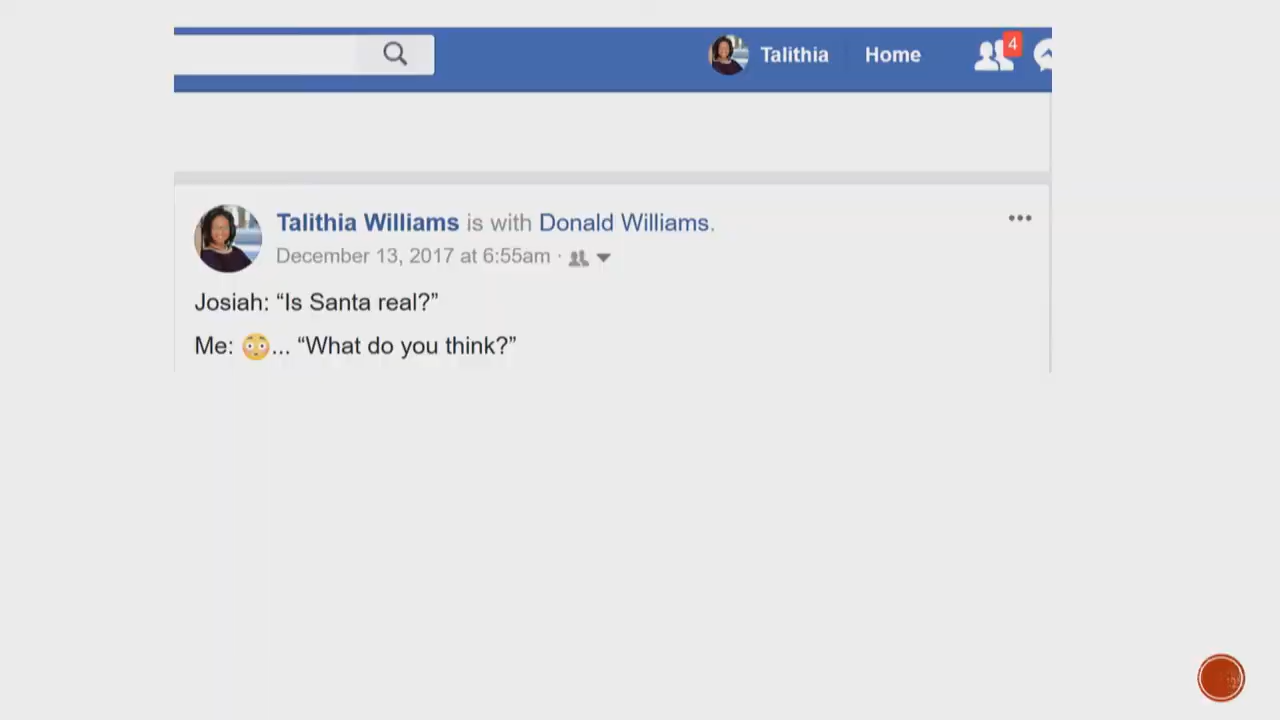 Talithia Home 4
Talithia Williams is with Donald Williams.
December 13, 2017 at 6:55am ·
Josiah: “Is Santa real?”
Me: 😳... “What do you think?”